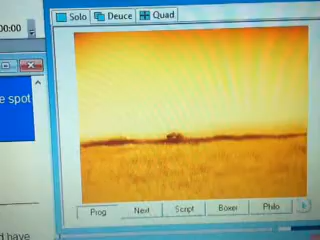 Solo Deuce Quad
00:00
e spot
Prog Next Script Boxer Philo
d have